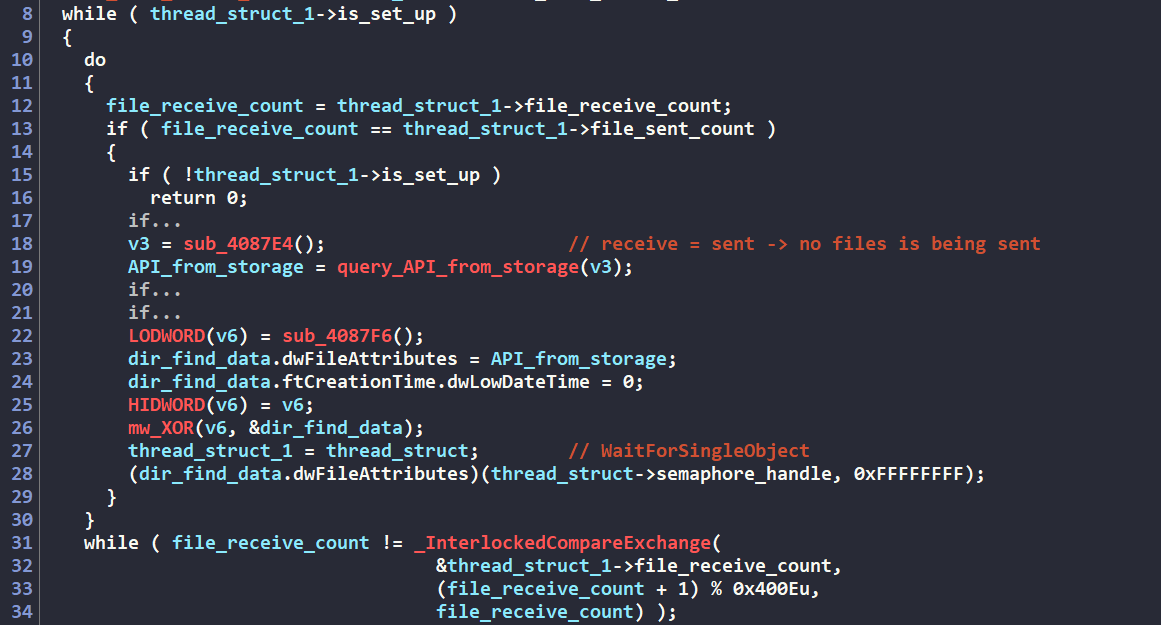 8 while ( thread_struct_1->is_set_up )
9 {
10 do
11 {
12 file_receive_count = thread_struct_1->file_receive_count;
13 if ( file_receive_count == thread_struct_1->file_sent_count )
14 {
15 if ( !thread_struct_1->is_set_up )
16 return 0;
17 if...
18 v3 = sub_4087E4(); // receive = sent -> no files is being sent
19 API_from_storage = query_API_from_storage(v3);
20 if...
21 if...
22 LODWORD(v6) = sub_4087F6();
23 dir_find_data.dwFileAttributes = API_from_storage;
24 dir_find_data.ftCreationTime.dwLowDateTime = 0;
25 HIDWORD(v6) = v6;
26 mw_XOR(v6, &dir_find_data);
27 thread_struct_1 = thread_struct; // WaitForSingleObject
28 (dir_find_data.dwFileAttributes)(thread_struct->semaphore_handle, 0xFFFFFFFF);
29 }
30 }
31 while ( file_receive_count != _InterlockedCompareExchange(
32 &thread_struct_1->file_receive_count,
33 (file_receive_count + 1) % 0x400Eu,
34 file_receive_count) );